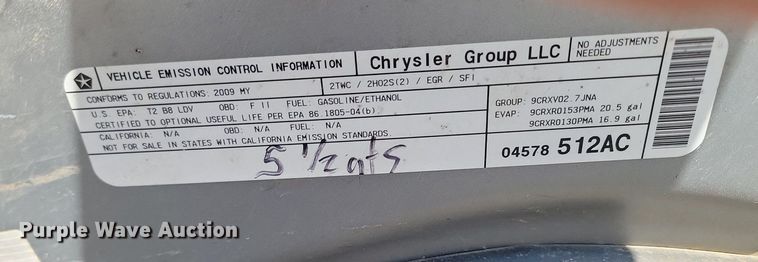 VEHICLE EMISSION CONTROL INFORMATION
Chrysler Group LLC
NO ADJUSTMENTS
NEEDED
CONFORMS TO REGULATIONS: 2009 MY
2TWC / 2HO2S(2) / EGR / SFI
U.S. EPA: T2 B8 LDV OBD: F II FUEL: GASOLINE/ETHANOL
CERTIFIED TO OPTIONAL USEFUL LIFE PER EPA 86.1805-04(b)
CALIFORNIA: N/A OBD: N/A FUEL: N/A
NOT FOR SALE IN STATES WITH CALIFORNIA EMISSION STANDARDS.
GROUP: 9CRXV02.7JNA
EVAP: 9CRXR0153PMA 20.5 gal
9CRXR0130PMA 16.9 gal
04578 512AC
5 1/2 qts
Purple Wave Auction